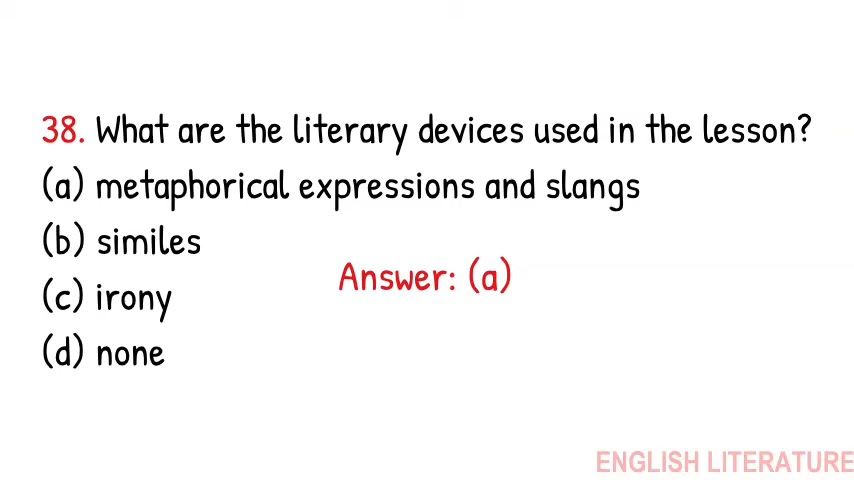 38. What are the literary devices used in the lesson?
(a) metaphorical expressions and slangs
(b) similes
Answer: (a)
(c) irony
(d) none
ENGLISH LITERATURE